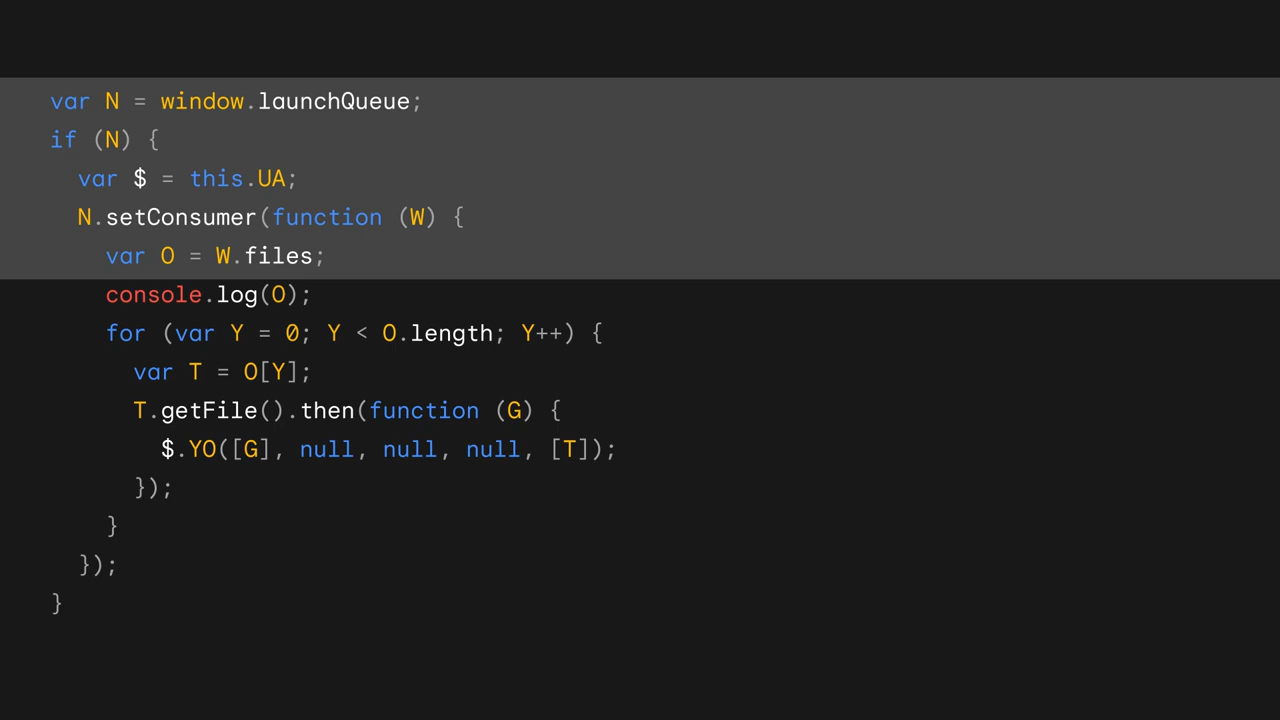 var N = window.launchQueue;
if (N) {
  var $ = this.UA;
  N.setConsumer(function (W) {
    var O = W.files;
    console.log(O);
    for (var Y = 0; Y < O.length; Y++) {
      var T = O[Y];
      T.getFile().then(function (G) {
        $.YO([G], null, null, null, [T]);
      });
    }
  });
}